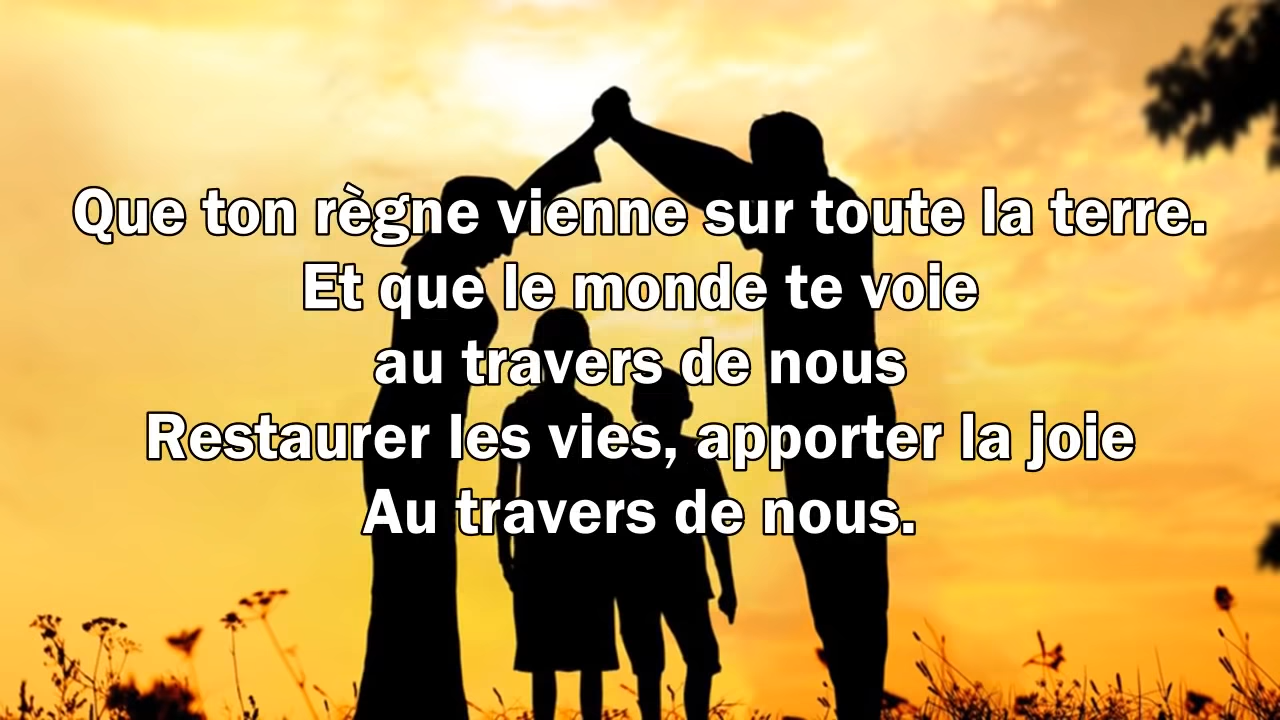 Que ton règne vienne sur toute la terre.
Et que le monde te voie
au travers de nous
Restaurer les vies, apporter la joie
Au travers de nous.